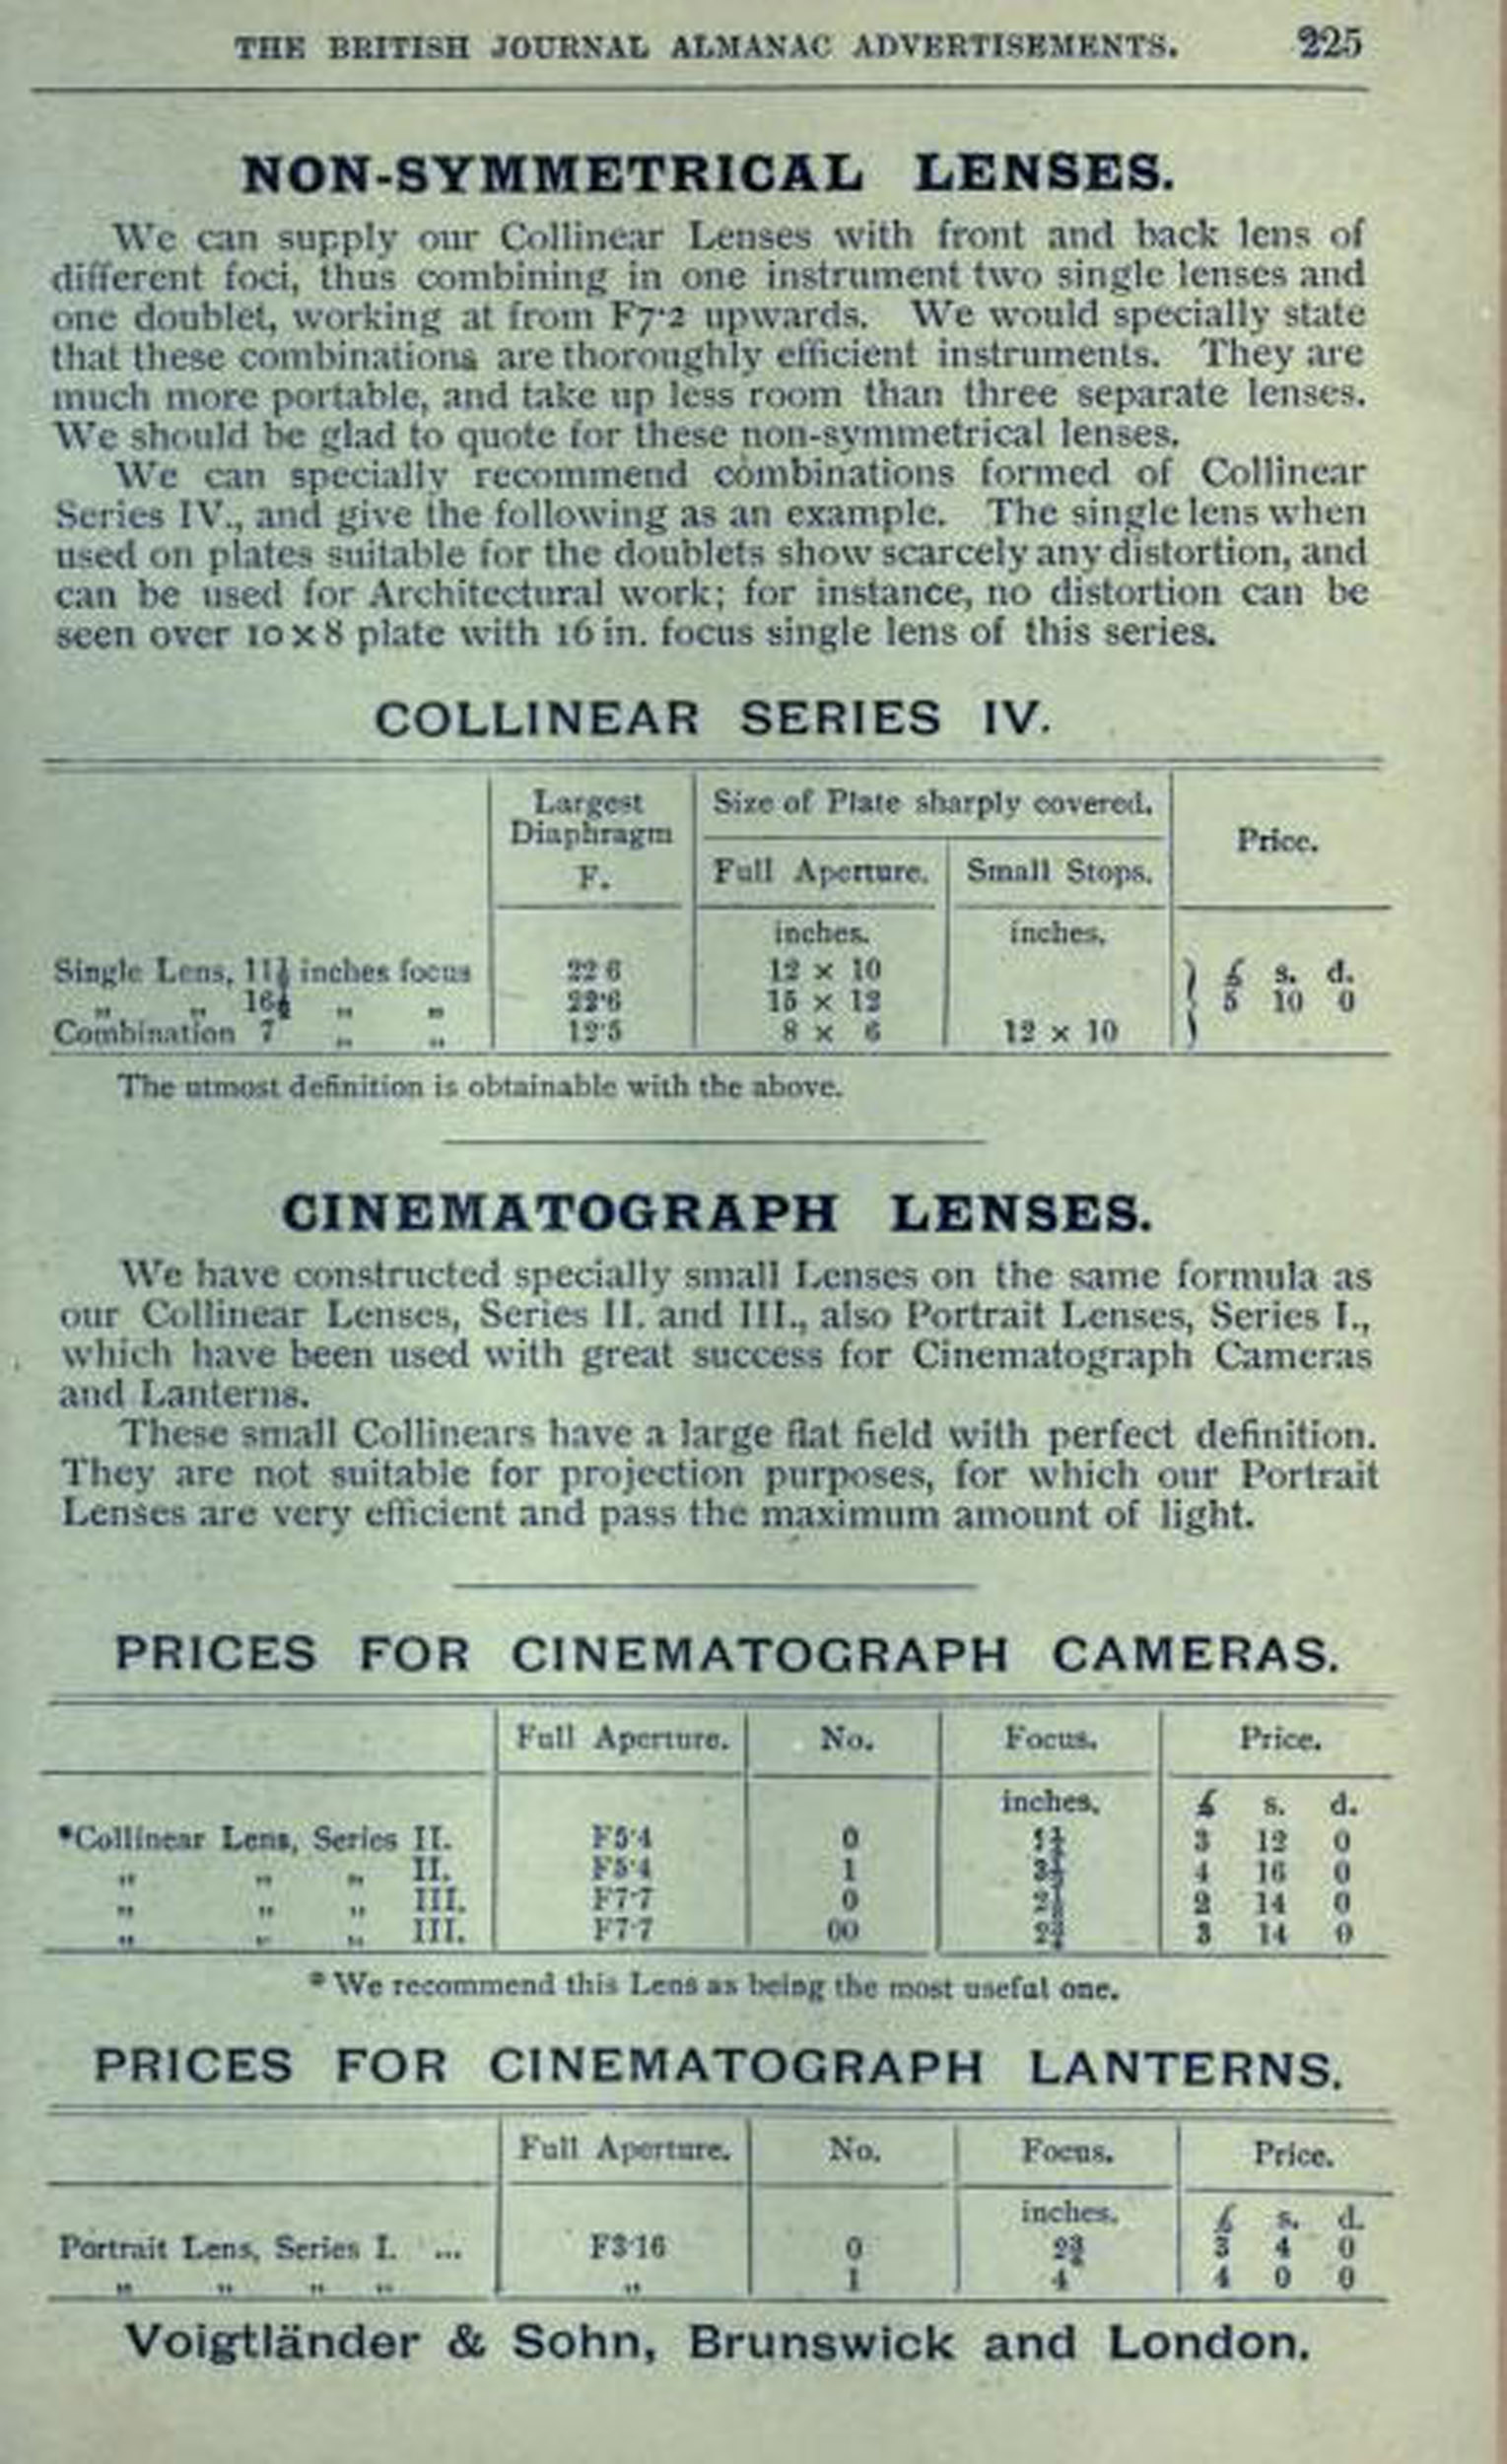 THE BRITISH JOURNAL ALMANAC ADVERTISEMENTS. 225
NON-SYMMETRICAL LENSES.
We can supply our Collinear Lenses with front and back lens of
different foci, thus combining in one instrument two single lenses and
one doublet, working at from F7·2 upwards. We would specially state
that these combinations are thoroughly efficient instruments. They are
much more portable, and take up less room than three separate lenses.
We should be glad to quote for these non-symmetrical lenses.
We can specially recommend combinations formed of Collinear
Series IV., and give the following as an example. The single lens when
used on plates suitable for the doublets show scarcely any distortion, and
can be used for Architectural work; for instance, no distortion can be
seen over 10 x 8 plate with 16 in. focus single lens of this series.
COLLINEAR SERIES IV.
Largest Diaphragm F. Size of Plate sharply covered. Price.
Full Aperture. Small Stops.
inches. inches.
Single Lens, inches focus 22 6 12 x 10 £ s. d.
„ „ „ „ 22·6 15 x 12 5 10 0
Combination 7 „ „ 12·5 8 x 6 12 x 10
The utmost definition is obtainable with the above.
CINEMATOGRAPH LENSES.
We have constructed specially small Lenses on the same formula as
our Collinear Lenses, Series II. and III., also Portrait Lenses, Series I.,
which have been used with great success for Cinematograph Cameras
and Lanterns.
These small Collinears have a large flat field with perfect definition.
They are not suitable for projection purposes, for which our Portrait
Lenses are very efficient and pass the maximum amount of light.
PRICES FOR CINEMATOGRAPH CAMERAS.
Full Aperture. No. Focus. Price.
inches. £ s. d.
*Collinear Lens, Series II. F5·4 0 3 12 0
„ „ „ II. F5·4 1 4 16 0
„ „ „ III. F7·7 0 2 14 0
„ „ „ III. F7·7 00 3 14 0
* We recommend this Lens as being the most useful one.
PRICES FOR CINEMATOGRAPH LANTERNS.
Full Aperture. No. Focus. Price.
inches. £ s. d.
Portrait Lens, Series I. ... F3·16 0 2¾ 3 4 0
„ „ „ „ „ 1 4 4 0 0
Voigtländer & Sohn, Brunswick and London.